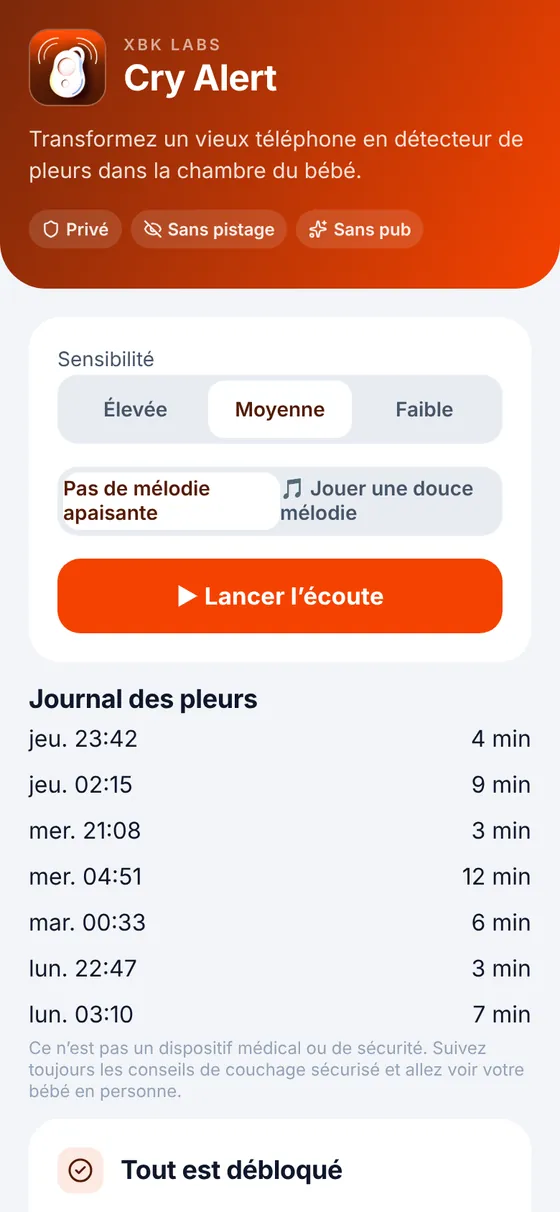 XBK LABS
Cry Alert
Transformez un vieux téléphone en détecteur de
pleurs dans la chambre du bébé.
Privé Sans pistage Sans pub
Sensibilité
Élevée Moyenne Faible
Pas de mélodie
apaisante
🎵 Jouer une douce
mélodie
▶ Lancer l’écoute
Journal des pleurs
jeu. 23:42 4 min
jeu. 02:15 9 min
mer. 21:08 3 min
mer. 04:51 12 min
mar. 00:33 6 min
lun. 22:47 3 min
lun. 03:10 7 min
Ce n’est pas un dispositif médical ou de sécurité. Suivez
toujours les conseils de couchage sécurisé et allez voir votre
bébé en personne.
Tout est débloqué